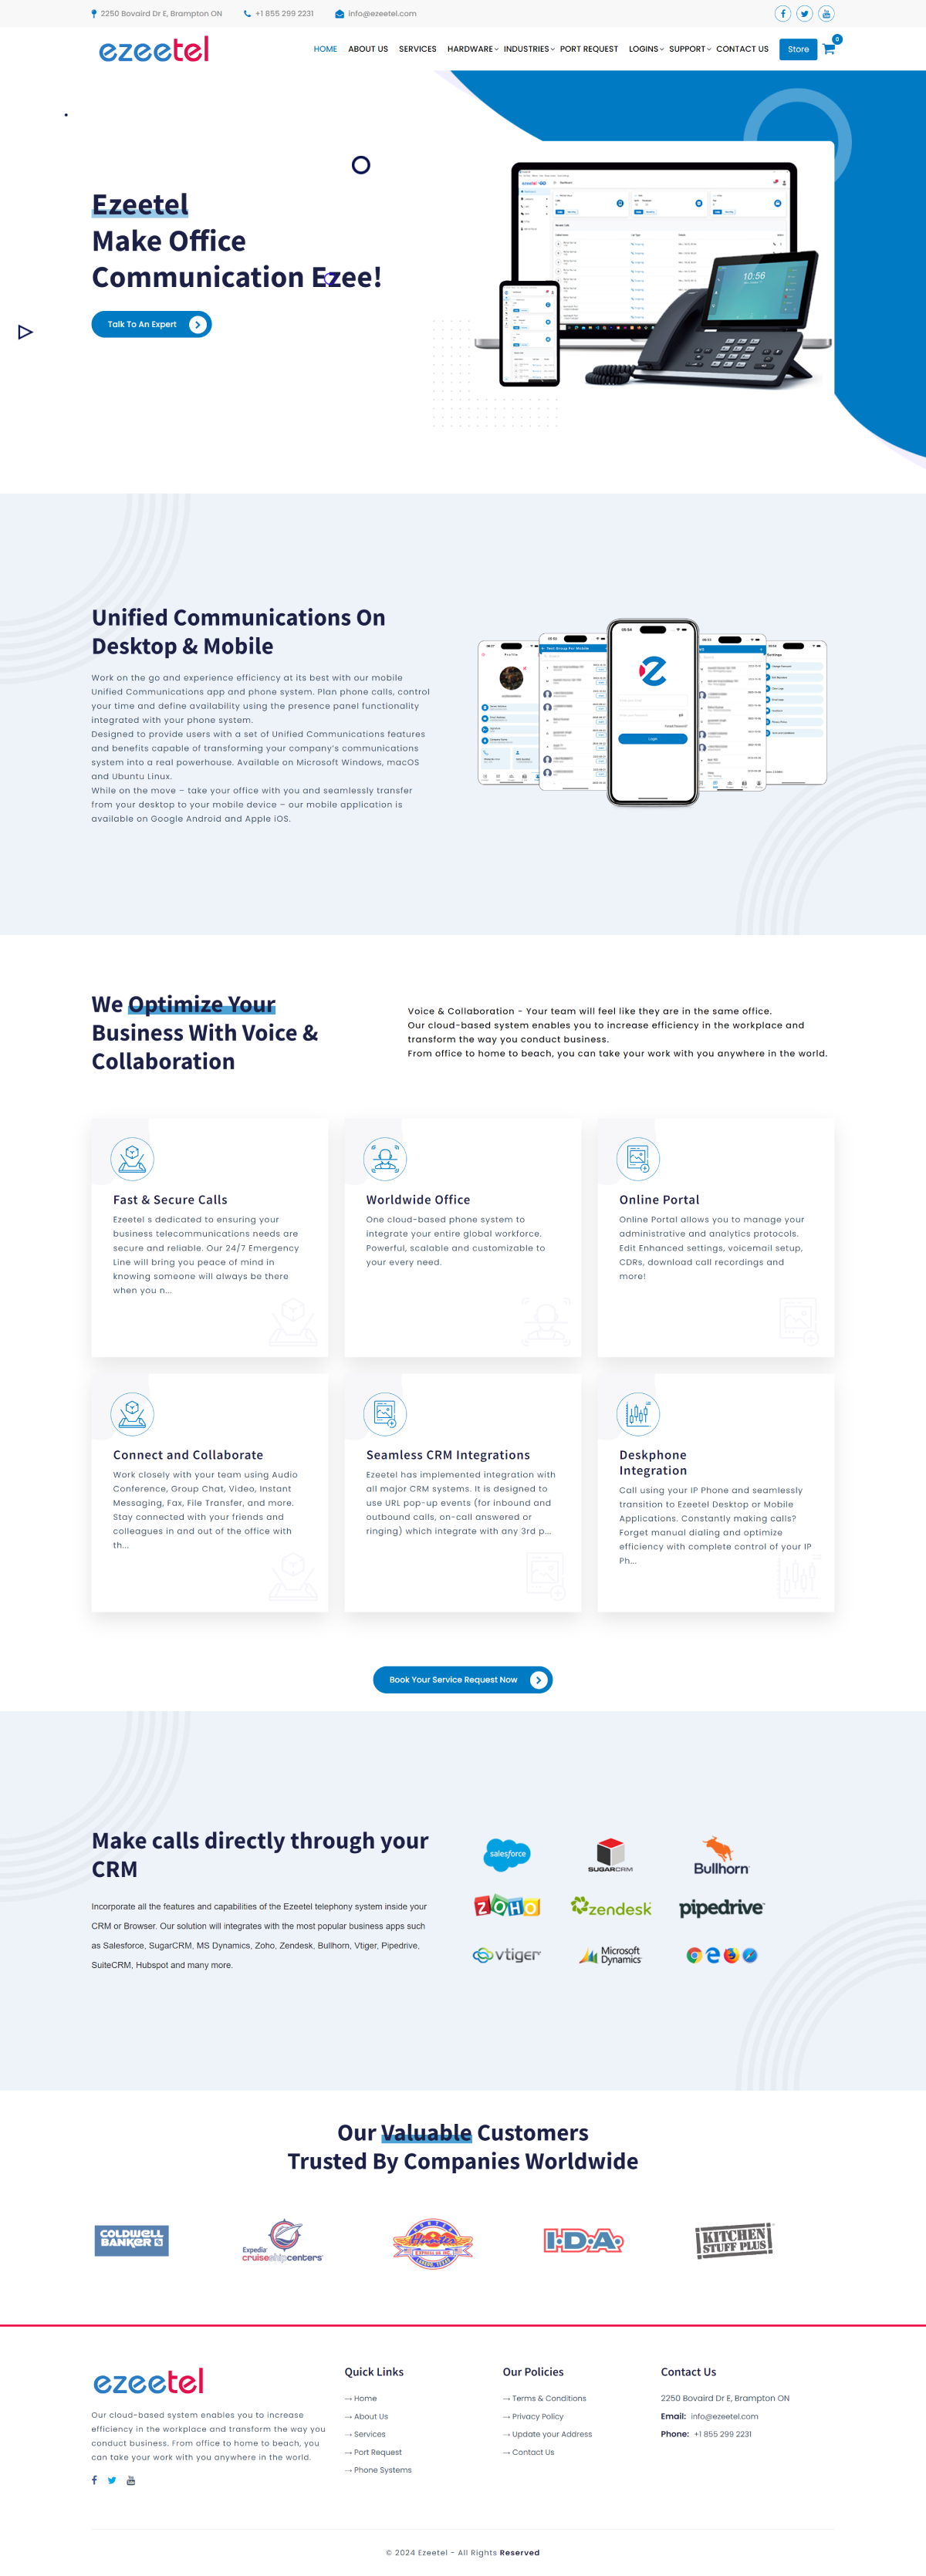 2250 Bovaird Dr E, Brampton ON
+1 855 299 2231
info@ezeetel.com
ezeetel
HOME
ABOUT US
SERVICES
HARDWARE
INDUSTRIES
PORT REQUEST
LOGINS
SUPPORT
CONTACT US
Store
0
Ezeetel
Make Office
Communication Ezee!
Talk To An Expert
10:56
Unified Communications On
Desktop & Mobile
Work on the go and experience efficiency at its best with our mobile
Unified Communications app and phone system. Plan phone calls, control
your time and define availability using the presence panel functionality
integrated with your phone system.
Designed to provide users with a set of Unified Communications features
and benefits capable of transforming your company's communications
system into a real powerhouse. Available on Microsoft Windows, macOS
and Ubuntu Linux.
While on the move – take your office with you and seamlessly transfer
from your desktop to your mobile device – our mobile application is
available on Google Android and Apple iOS.
Login
We Optimize Your
Business With Voice &
Collaboration
Voice & Collaboration - Your team will feel like they are in the same office.
Our cloud-based system enables you to increase efficiency in the workplace and
transform the way you conduct business.
From office to home to beach, you can take your work with you anywhere in the world.
Fast & Secure Calls
Ezeetel s dedicated to ensuring your
business telecommunications needs are
secure and reliable. Our 24/7 Emergency
Line will bring you peace of mind in
knowing someone will always be there
when you n...
Worldwide Office
One cloud-based phone system to
integrate your entire global workforce.
Powerful, scalable and customizable to
your every need.
Online Portal
Online Portal allows you to manage your
administrative and analytics protocols.
Edit Enhanced settings, voicemail setup,
CDRs, download call recordings and
more!
Connect and Collaborate
Work closely with your team using Audio
Conference, Group Chat, Video, Instant
Messaging, Fax, File Transfer, and more.
Stay connected with your friends and
colleagues in and out of the office with
th...
Seamless CRM Integrations
Ezeetel has implemented integration with
all major CRM systems. It is designed to
use URL pop-up events (for inbound and
outbound calls, on-call answered or
ringing) which integrate with any 3rd p...
Deskphone
Integration
Call using your IP Phone and seamlessly
transition to Ezeetel Desktop or Mobile
Applications. Constantly making calls?
Forget manual dialing and optimize
efficiency with complete control of your IP
Ph...
Book Your Service Request Now
Make calls directly through your
CRM
Incorporate all the features and capabilities of the Ezeetel telephony system inside your
CRM or Browser. Our solution will integrates with the most popular business apps such
as Salesforce, SugarCRM, MS Dynamics, Zoho, Zendesk, Bullhorn, Vtiger, Pipedrive,
SuiteCRM, Hubspot and many more.
salesforce
SUGARCRM
Bullhorn
ZOHO
zendesk
pipedrive
vtiger
Microsoft
Dynamics
Our Valuable Customers
Trusted By Companies Worldwide
COLDWELL
BANKER
Expedia
cruiseshipcenters
I·D·A
KITCHEN
STUFF PLUS
ezeetel
Our cloud-based system enables you to increase
efficiency in the workplace and transform the way you
conduct business. From office to home to beach, you
can take your work with you anywhere in the world.
Quick Links
→ Home
→ About Us
→ Services
→ Port Request
→ Phone Systems
Our Policies
→ Terms & Conditions
→ Privacy Policy
→ Update your Address
→ Contact Us
Contact Us
2250 Bovaird Dr E, Brampton ON
Email: info@ezeetel.com
Phone: +1 855 299 2231
© 2024 Ezeetel - All Rights Reserved